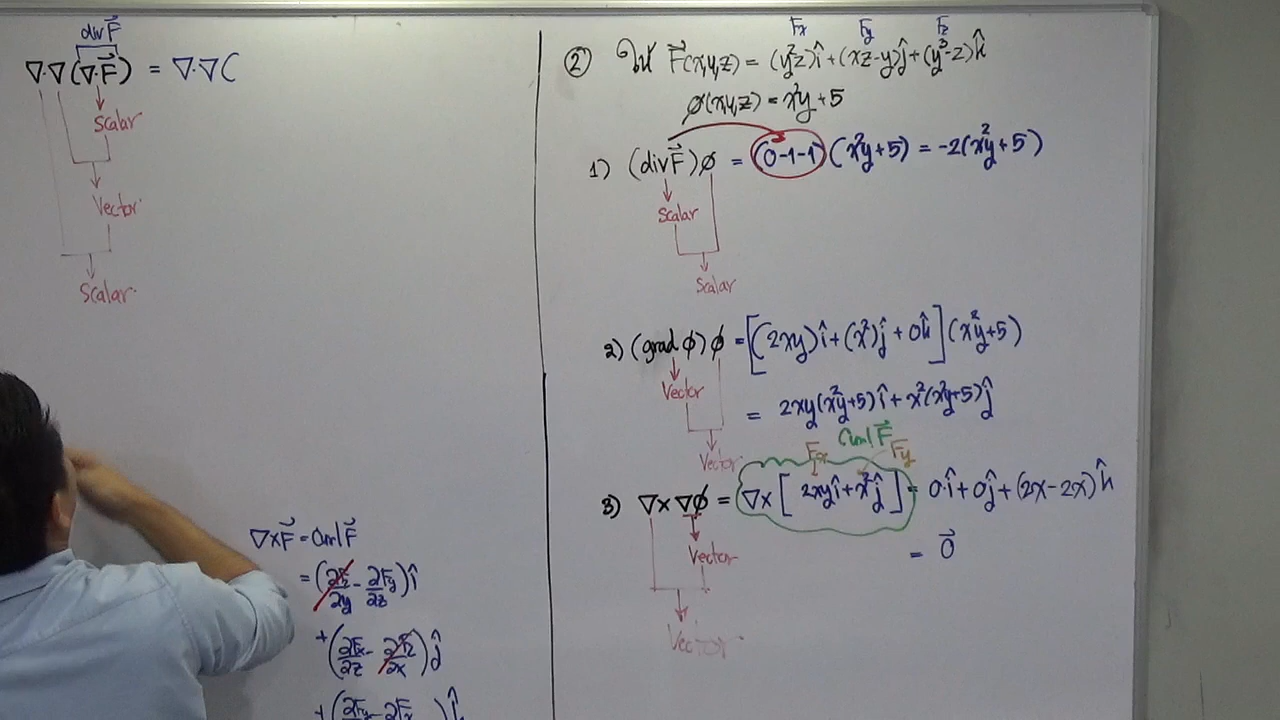 div F⃗
∇·∇(∇·F⃗) = ∇·∇(
Scalar
Vector
Scalar
∇×F⃗ = Curl F⃗
= (∂Fz/∂y - ∂Fy/∂z) î
+ (∂Fx/∂z - ∂Fz/∂x) ĵ
+ (∂Fy - ∂Fx
Fx Fy Fz
② ให้ F⃗(x,y,z) = (y²z)î + (xz-y)ĵ + (y³-z)k̂
φ(x,y,z) = x²y + 5
1) (div F⃗)φ = (0-1-1)(x²y+5) = -2(x²y+5)
Scalar
Scalar
2) (grad φ)φ = [(2xy)î + (x²)ĵ + 0k̂](x²y+5)
Vector
= 2xy(x²y+5)î + x²(x²y+5)ĵ
Vector
Curl F⃗
Fx Fy
3) ∇×∇φ = ∇×[2xyî + x²ĵ] = 0·î + 0ĵ + (2x-2x)k̂
Vector
= 0⃗
Vector